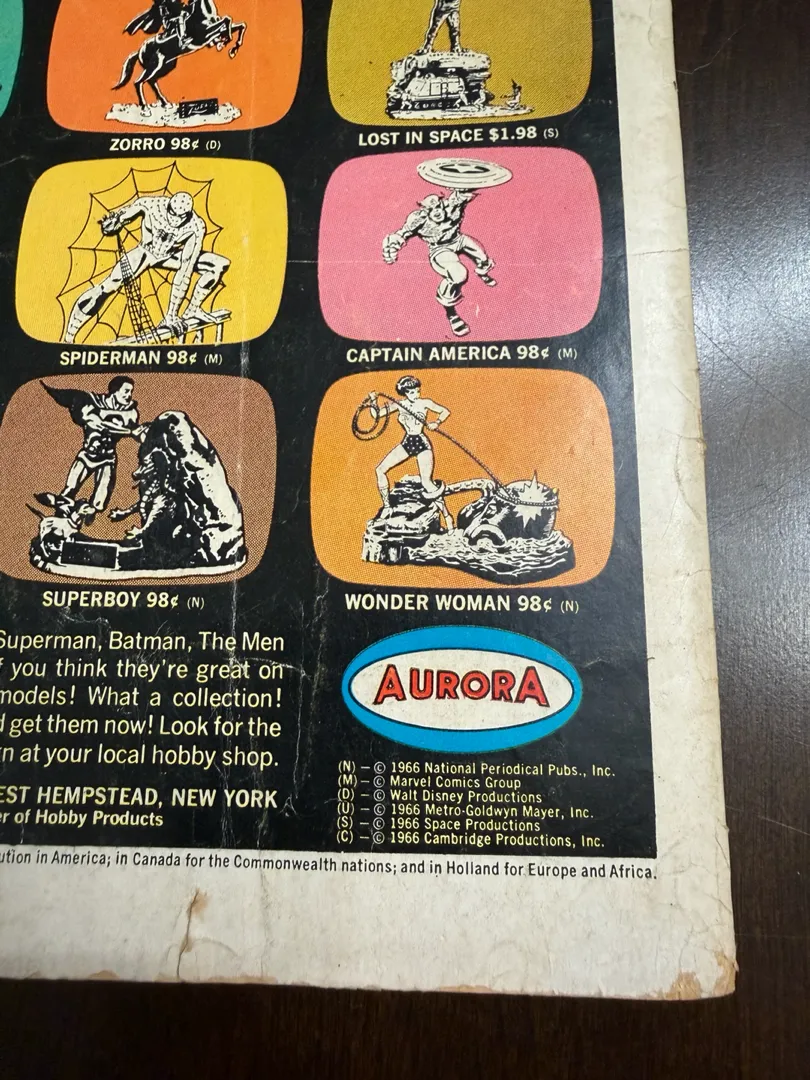 ZORRO 98¢ (D)
LOST IN SPACE $1.98 (S)
SPIDERMAN 98¢ (M)
CAPTAIN AMERICA 98¢ (M)
SUPERBOY 98¢ (N)
WONDER WOMAN 98¢ (N)
Superman, Batman, The Men
f you think they're great on
models! What a collection!
d get them now! Look for the
n at your local hobby shop.
EST HEMPSTEAD, NEW YORK
er of Hobby Products
AURORA
(N) — © 1966 National Periodical Pubs., Inc.
(M) — © Marvel Comics Group
(D) — © Walt Disney Productions
(U) — © 1966 Metro-Goldwyn Mayer, Inc.
(S) — © 1966 Space Productions
(C) — © 1966 Cambridge Productions, Inc.
ution in America; in Canada for the Commonwealth nations; and in Holland for Europe and Africa.